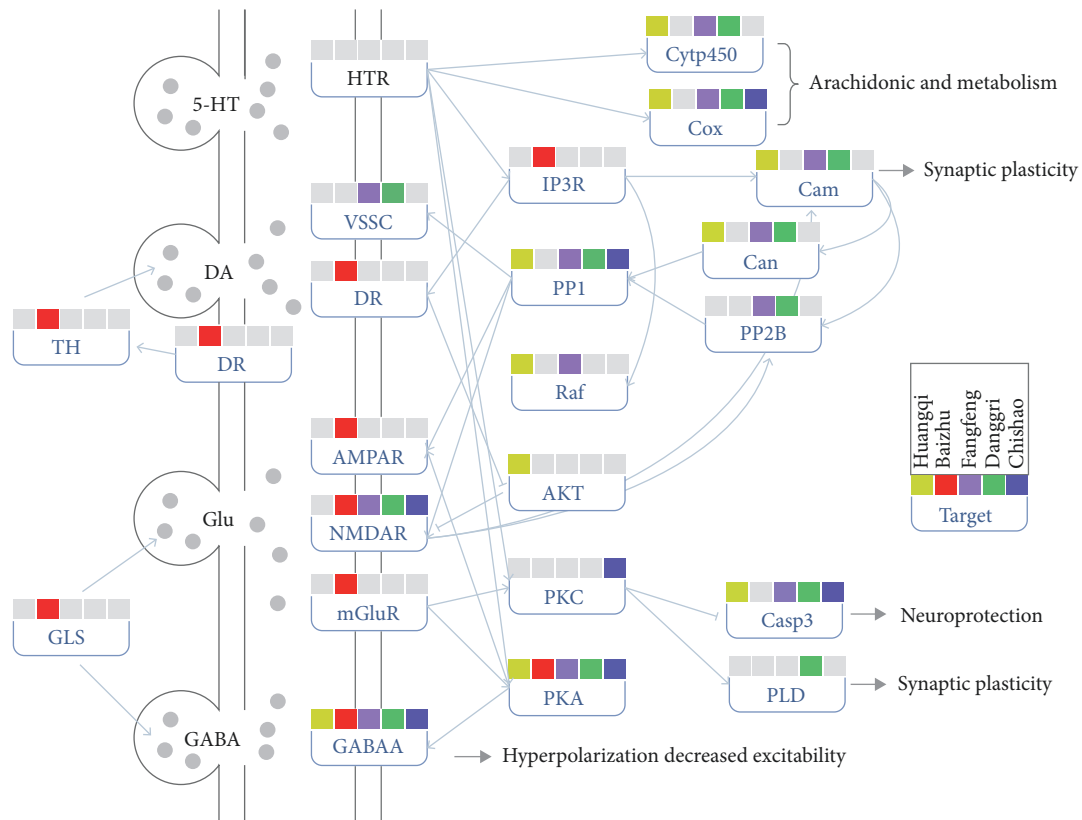 HTR
Cytp450
Arachidonic and metabolism
5-HT
Cox
IP3R
Cam
Synaptic plasticity
VSSC
Can
DA
DR
PP1
PP2B
TH
DR
Raf
Huangqi
Baizhu
Fangfeng
Danggri
Chishao
Target
AMPAR
AKT
Glu
NMDAR
mGluR
PKC
Casp3
Neuroprotection
GLS
PKA
PLD
Synaptic plasticity
GABA
GABAA
Hyperpolarization decreased excitability